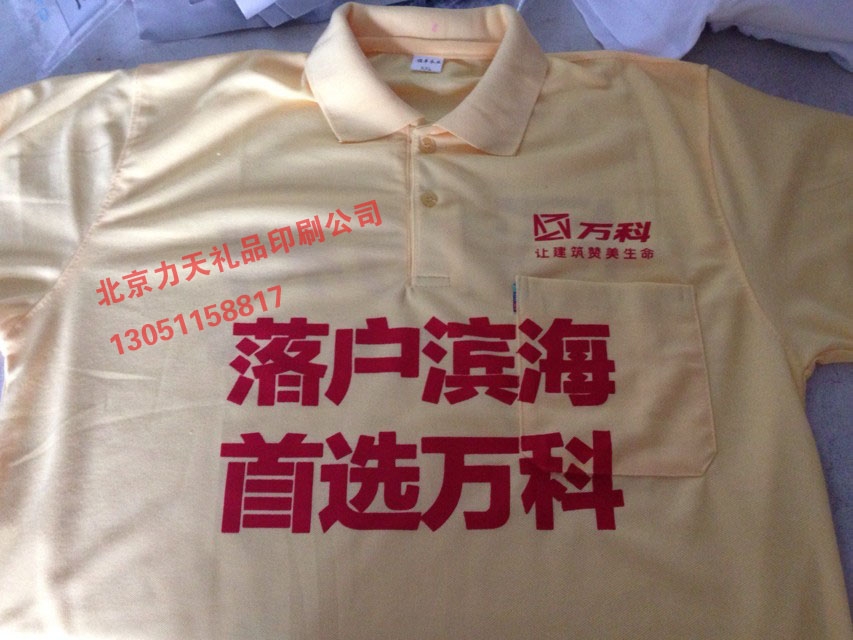 万科
让建筑赞美生命
北京力天礼品印刷公司
13051158817
落户滨海
首选万科